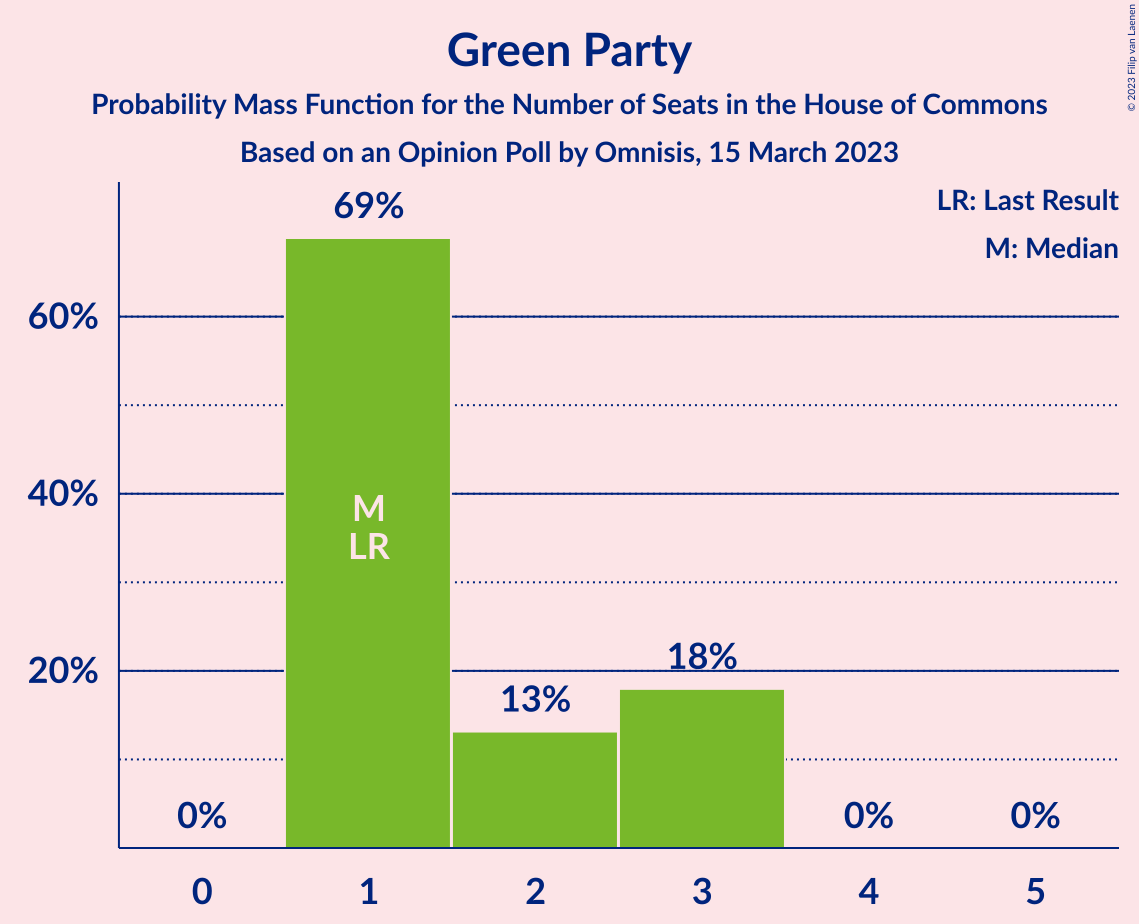 Green Party
Probability Mass Function for the Number of Seats in the House of Commons
Based on an Opinion Poll by Omnisis, 15 March 2023
© 2023 Filip van Laenen
LR: Last Result
M: Median
69%
60%
40%
M
LR
20%
18%
13%
0%
0%
0%
0
1
2
3
4
5